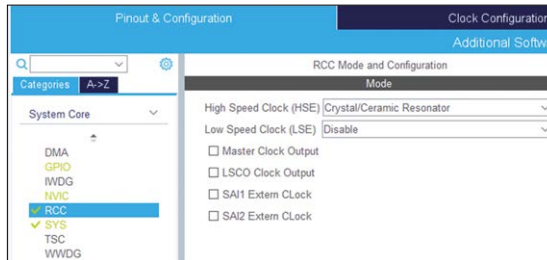 Pinout & Configuration
Clock Configuration
Additional Softw
Categories
A->Z
System Core
DMA
GPIO
IWDG
NVIC
RCC
SYS
TSC
WWDG
RCC Mode and Configuration
Mode
High Speed Clock (HSE) Crystal/Ceramic Resonator
Low Speed Clock (LSE) Disable
Master Clock Output
LSCO Clock Output
SAI1 Extern CLock
SAI2 Extern CLock